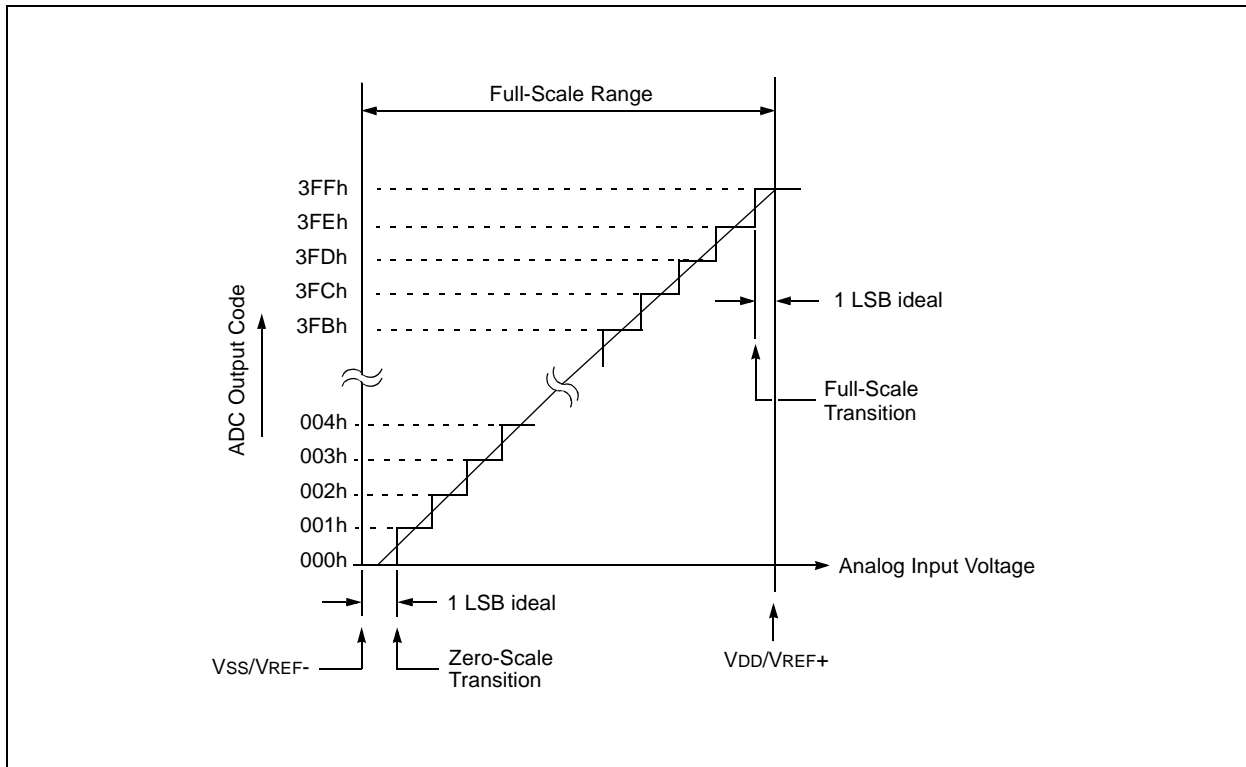 Full-Scale Range
3FFh
3FEh
3FDh
3FCh
3FBh
1 LSB ideal
ADC Output Code
Full-Scale
Transition
004h
003h
002h
001h
000h
Analog Input Voltage
1 LSB ideal
VSS/VREF-
Zero-Scale
Transition
VDD/VREF+